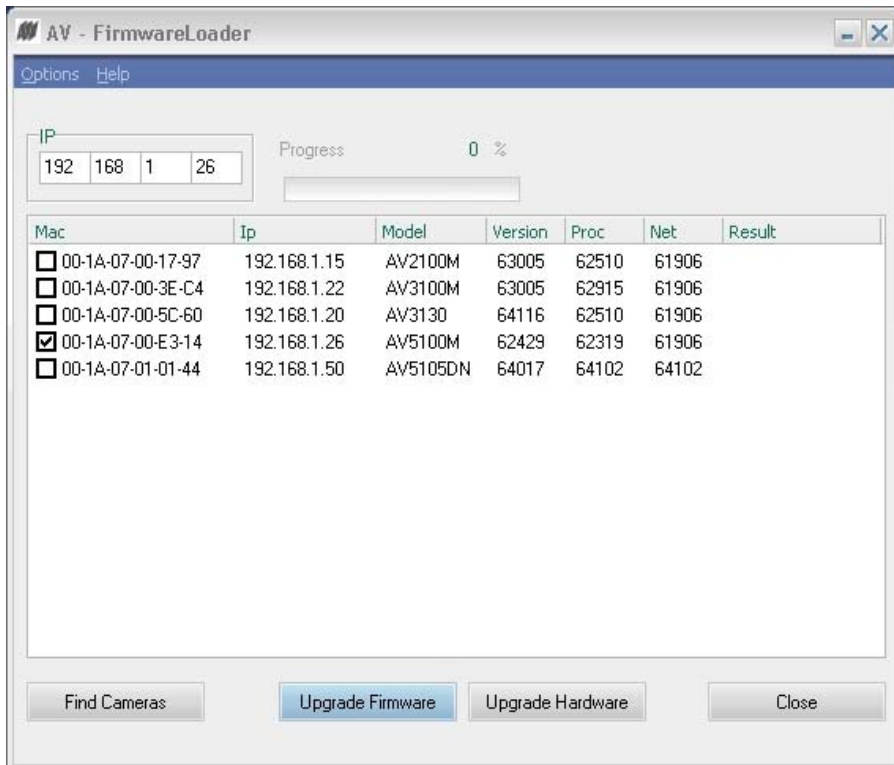 AV - FirmwareLoader
Options Help
IP
192 168 1 26
Progress 0 %
Mac Ip Model Version Proc Net Result
00-1A-07-00-17-97 192.168.1.15 AV2100M 63005 62510 61906
00-1A-07-00-3E-C4 192.168.1.22 AV3100M 63005 62915 61906
00-1A-07-00-5C-60 192.168.1.20 AV3130 64116 62510 61906
00-1A-07-00-E3-14 192.168.1.26 AV5100M 62429 62319 61906
00-1A-07-01-01-44 192.168.1.50 AV5105DN 64017 64102 64102
Find Cameras Upgrade Firmware Upgrade Hardware Close